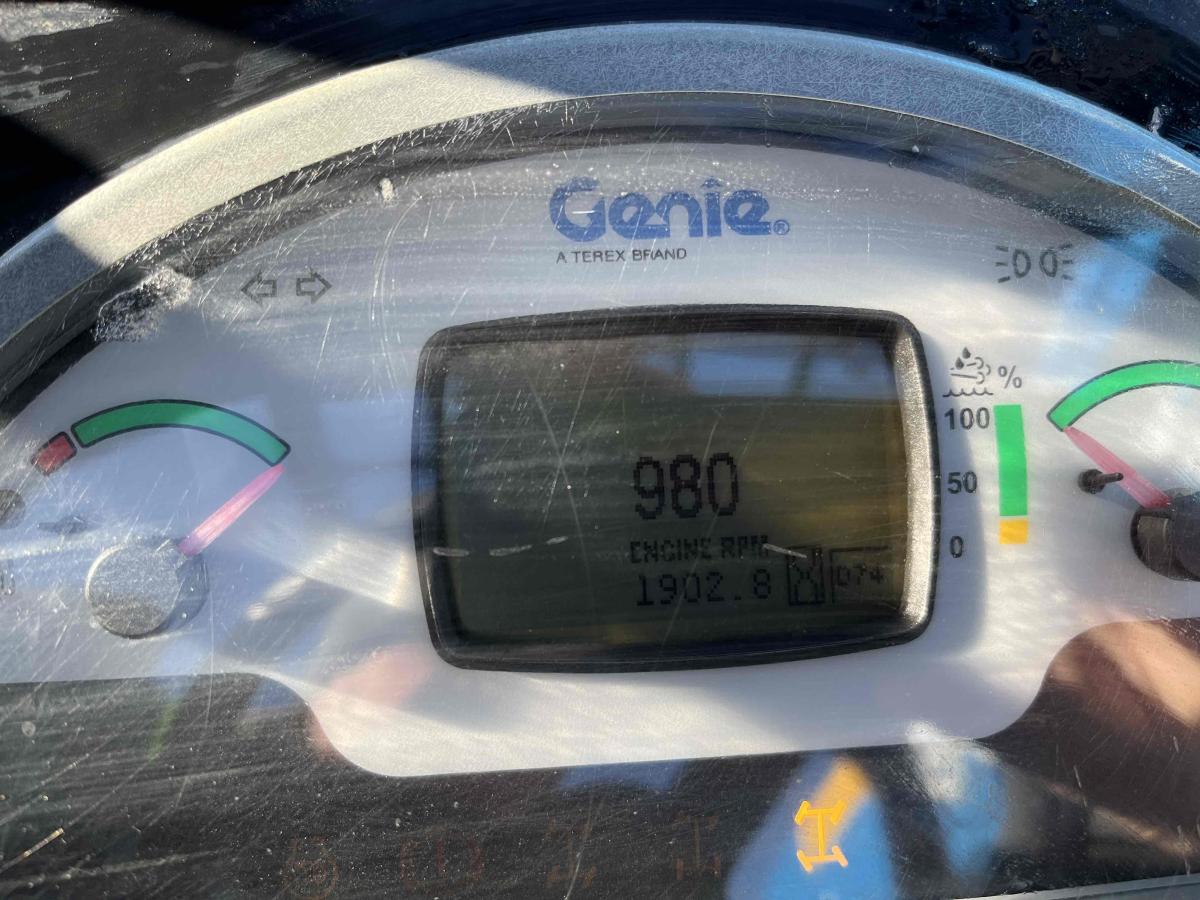 Genie®
A TEREX BRAND
%
100
50
0
980
ENGINE RPM
1902.8